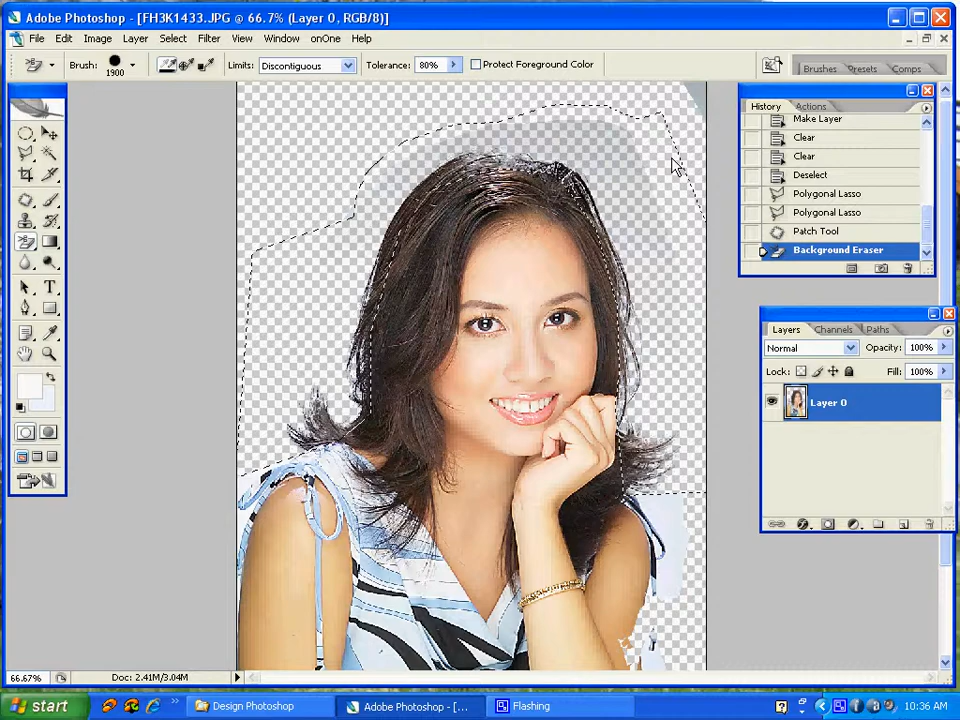 Adobe Photoshop - [FH3K1433.JPG @ 66.7% (Layer 0, RGB/8)]
File Edit Image Layer Select Filter View Window onOne Help
Brush: 1900 Limits: Discontiguous Tolerance: 80% Protect Foreground Color
Brushes Presets Comps
History Actions
Make Layer
Clear
Clear
Deselect
Polygonal Lasso
Polygonal Lasso
Patch Tool
Background Eraser
Layers Channels Paths
Normal Opacity: 100%
Lock: Fill: 100%
Layer 0
66.67% Doc: 2.41M/3.04M
start Design Photoshop Adobe Photoshop - [... Flashing 10:36 AM